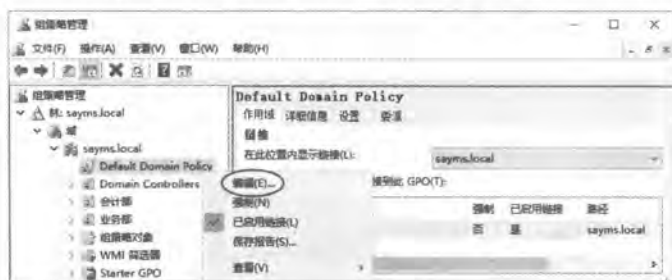 组策略管理
文件(F) 操作(A) 查看(V) 窗口(W) 帮助(H)
组策略管理
林: sayms.local
域
sayms.local
Default Domain Policy
Domain Controllers
会计部
业务部
组策略对象
WMI 筛选器
Starter GPO
Default Domain Policy
作用域 详细信息 设置 委派
链接
在此位置内显示链接(L): sayms.local
接到此 GPO(T):
强制 已启用链接 路径
否 是 sayms.local
编辑(E)...
强制(N)
已启用链接(L)
保存报告(S)...
查看(V)